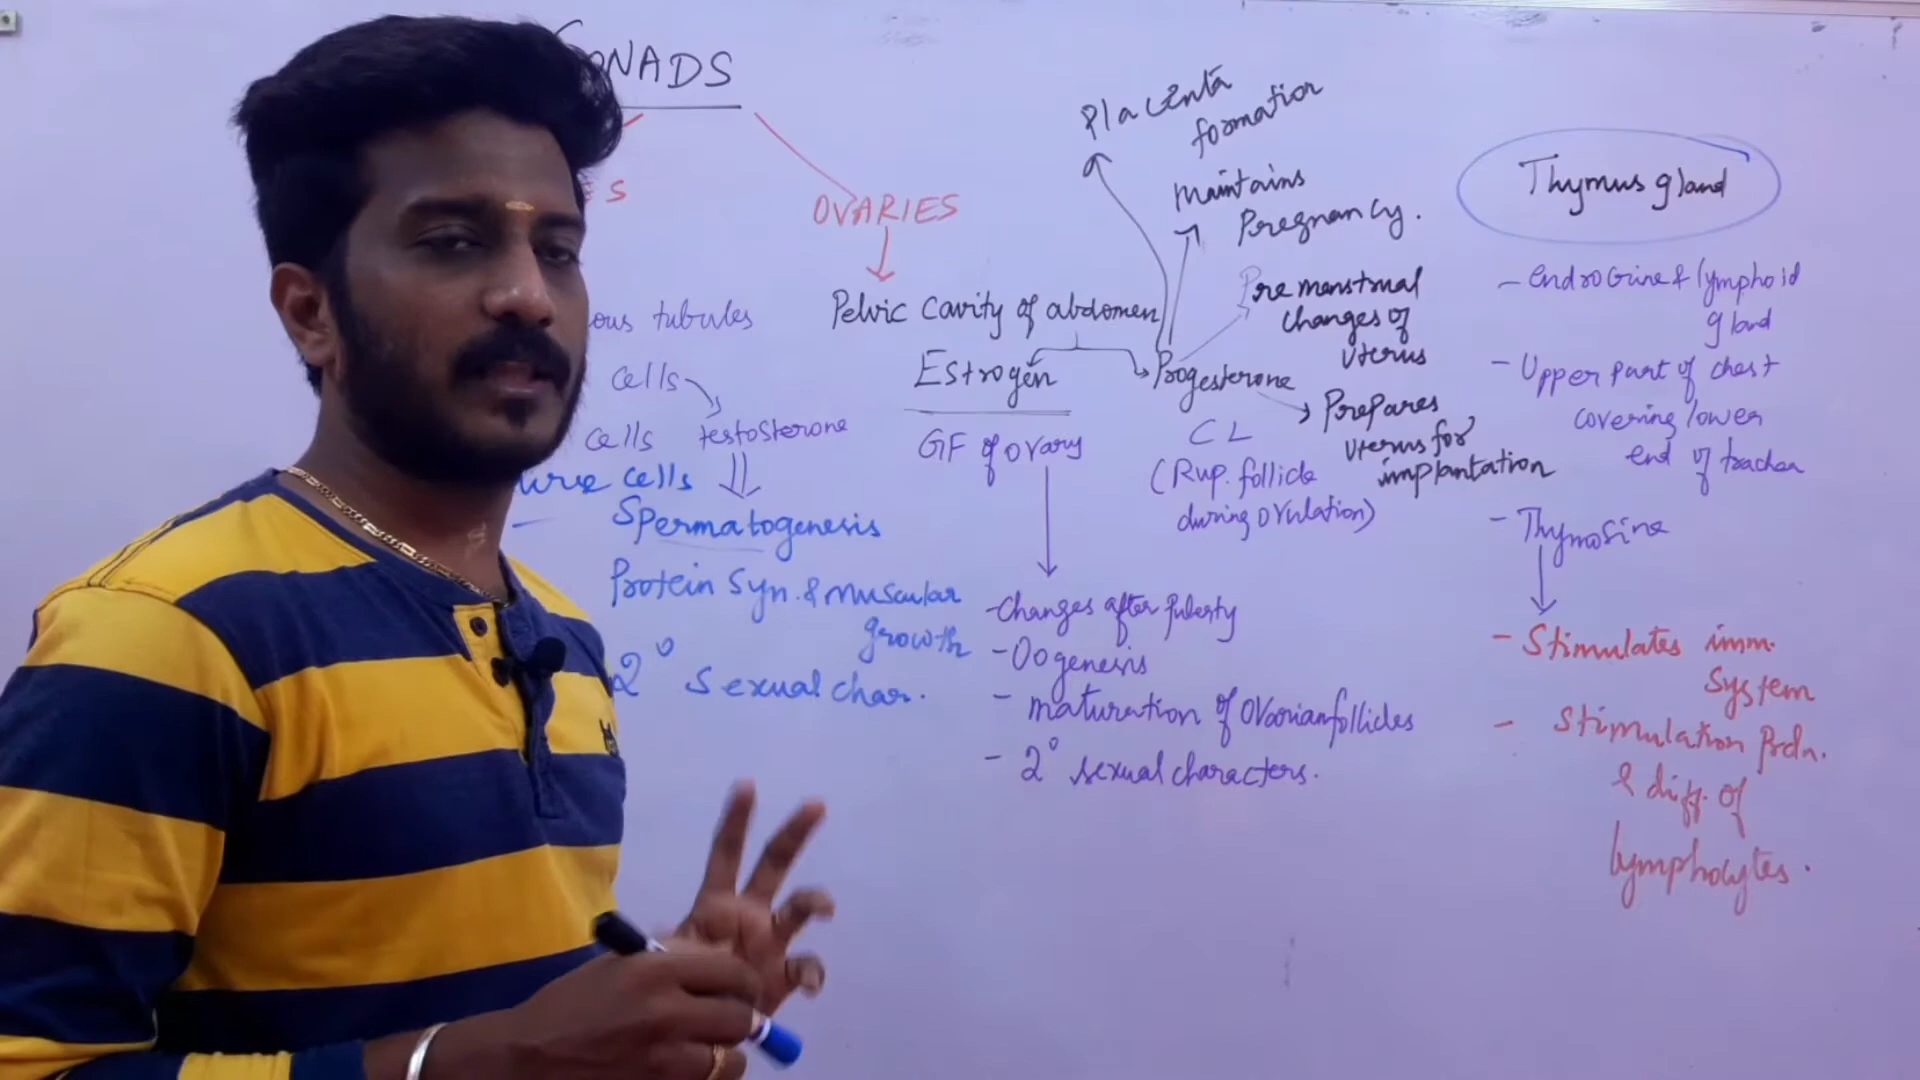 GONADS
ES
OVARIES
ous tubules
cells
cells testosterone
cells
Spermatogenesis
Protein Syn. & muscular
growth
2° sexual char.
Pelvic cavity of abdomen
Estrogen
GF of ovary
- changes after puberty
- Oogenesis
- maturation of ovarian follicles
- 2° sexual characters.
Placenta
formation
maintains
Pregnancy.
Pre menstrual
changes of
uterus
Progesterone
Prepares
uterus for
implantation
CL
(Rup. follicle
during ovulation)
Thymus gland
- endrocrine & lymphoid
gland
- Upper part of chest
covering lower
end of trachea
- Thymosine
- Stimulates imm.
System
- Stimulation Prdn.
& diff. of
lymphocytes.